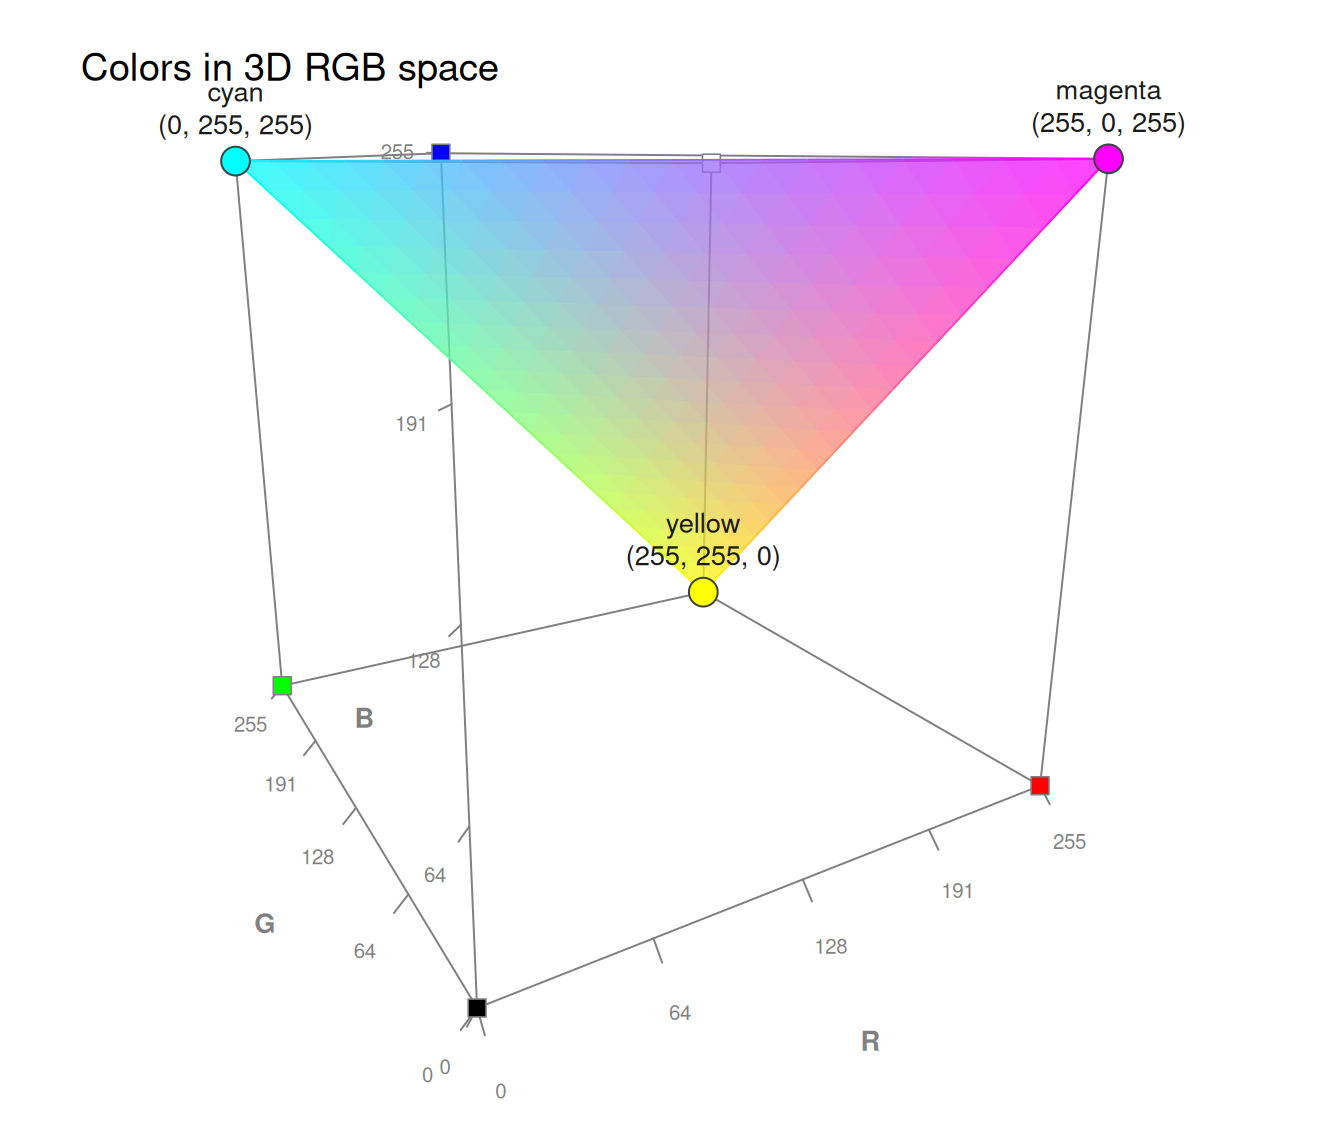 Colors in 3D RGB space
cyan
(0, 255, 255)
magenta
(255, 0, 255)
255
191
yellow
(255, 255, 0)
128
255
B
191
128
64
G
64
255
191
128
64
R
0
0
0